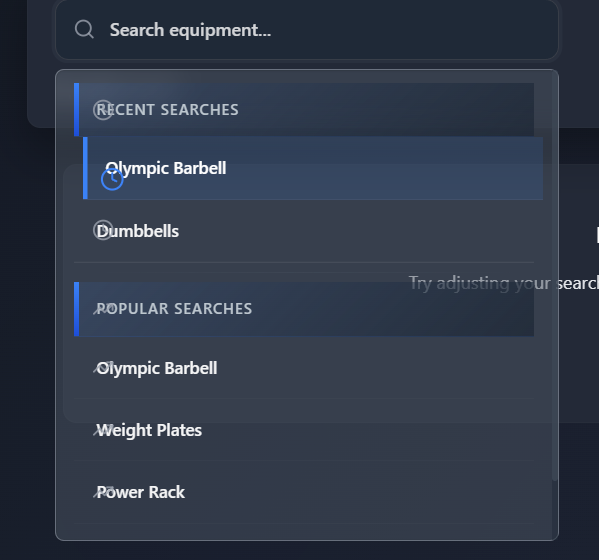 Search equipment...
RECENT SEARCHES
Olympic Barbell
Dumbbells
Try adjusting your search
POPULAR SEARCHES
Olympic Barbell
Weight Plates
Power Rack